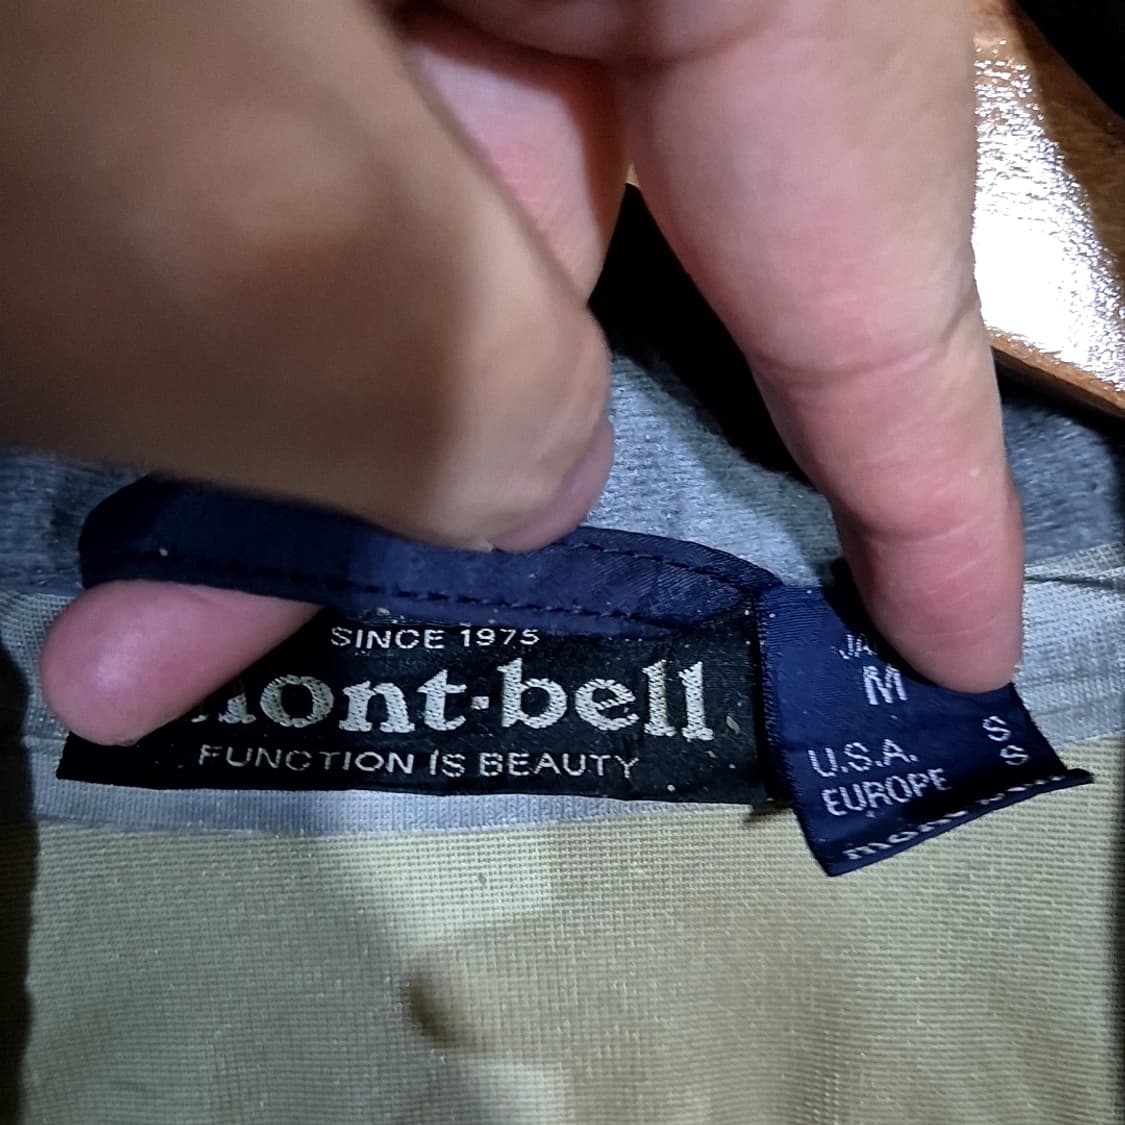 SINCE 1975
mont-bell
FUNCTION IS BEAUTY
M
U.S.A. S
EUROPE S